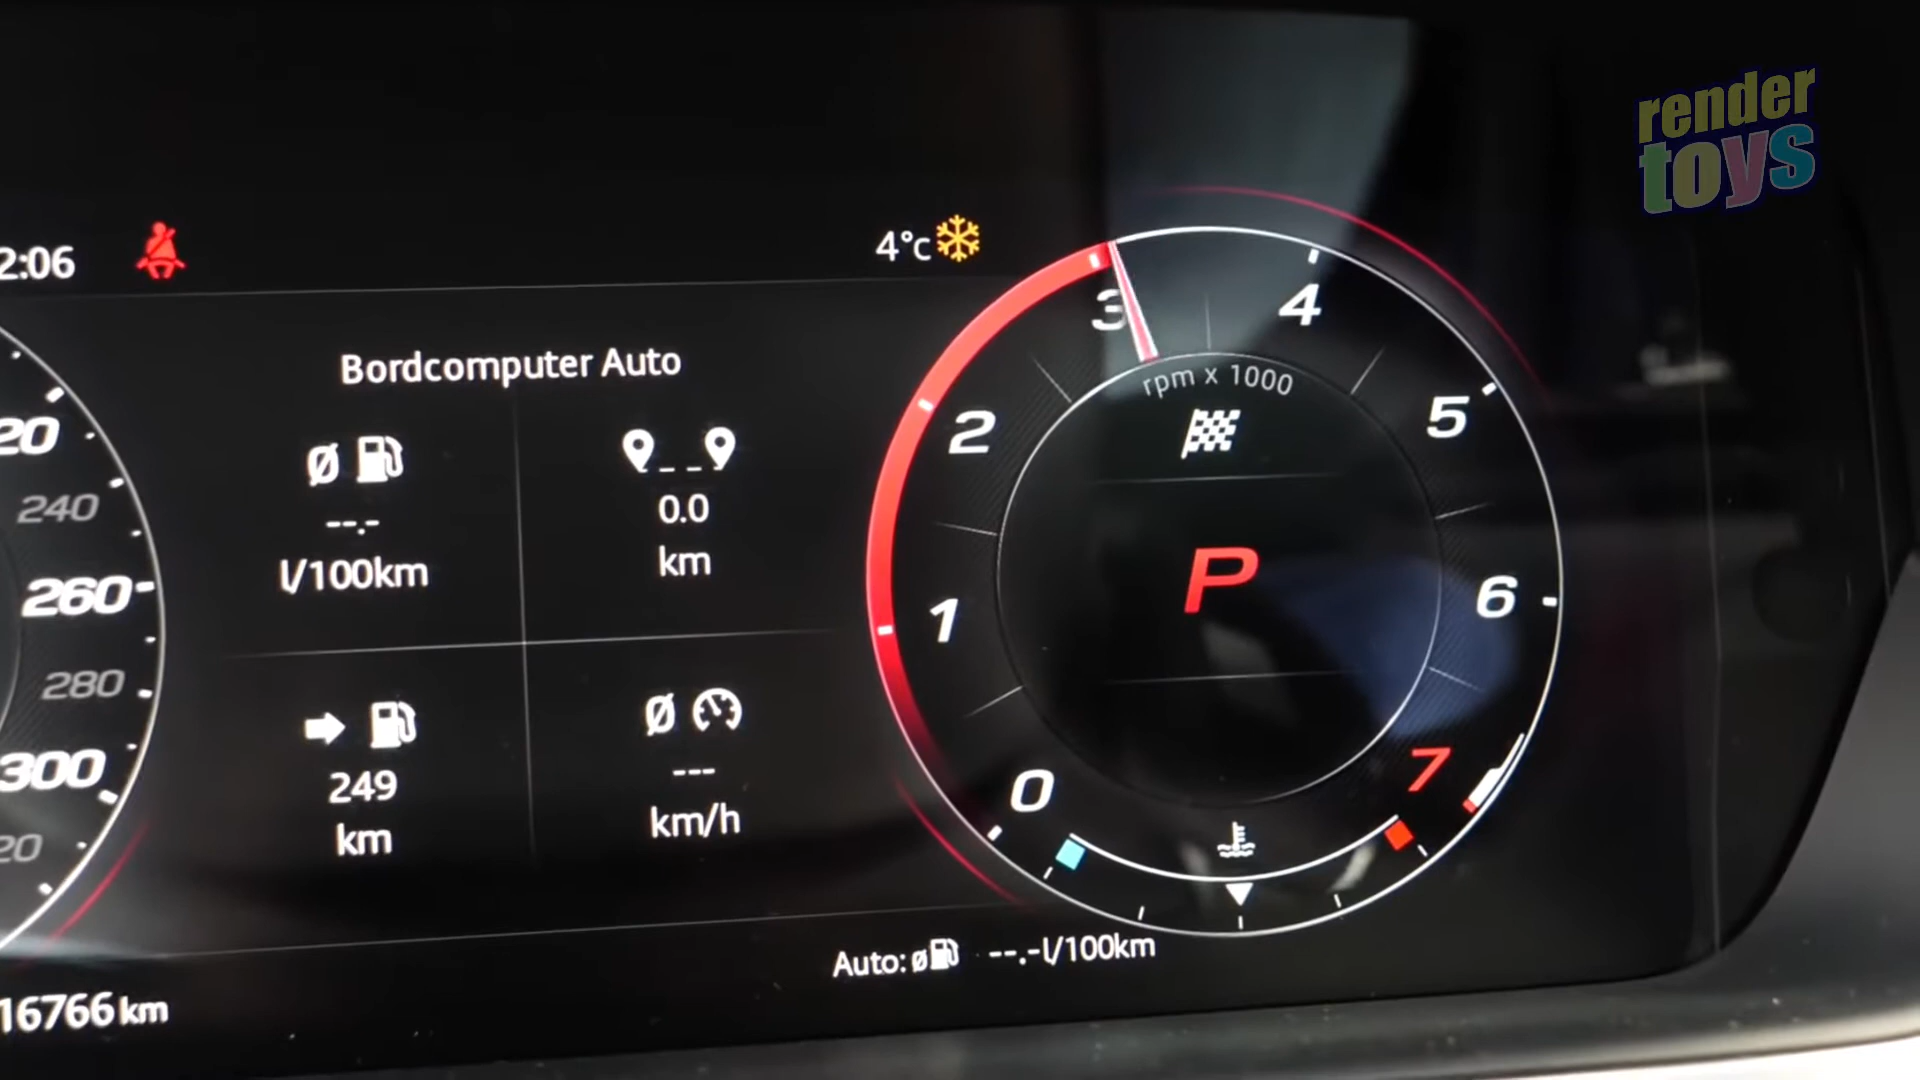 render
toys
2:06
4°c
Bordcomputer Auto
Ø
--.-
l/100km
0.0
km
249
km
Ø
---
km/h
20
240
260
280
300
20
0
1
2
3
4
5
6
7
rpm x 1000
P
Auto: ø --.-l/100km
16766 km